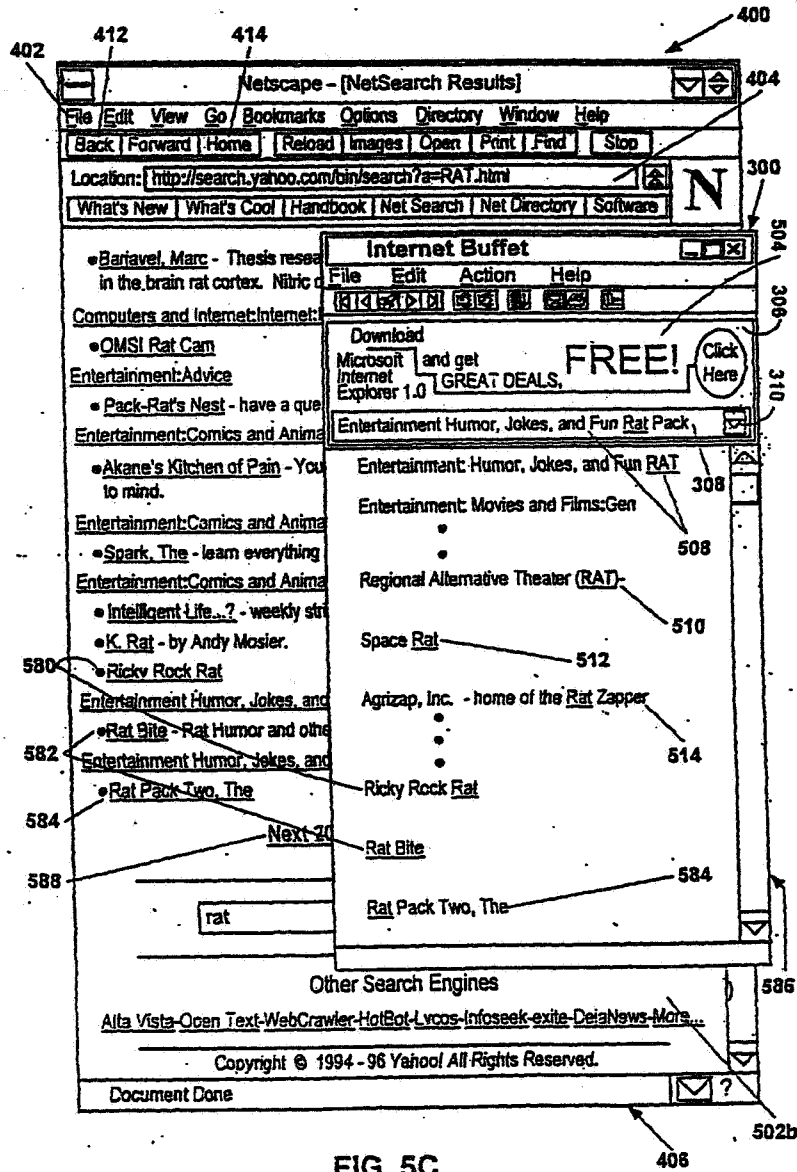 400
412
414
402
Netscape - [NetSearch Results]
404
File Edit View Go Bookmarks Options Directory Window Help
Back Forward Home Reload Images Open Print Find Stop
Location: http://search.yahoo.com/bin/search?a=RAT.html
N
300
What's New What's Cool Handbook Net Search Net Directory Software
504
Internet Buffet
File Edit Action Help
306
Download
Microsoft and get FREE! Click
Internet Here
Explorer 1.0 GREAT DEALS,
310
Entertainment Humor, Jokes, and Fun Rat Pack
308
Entertainment: Humor, Jokes, and Fun RAT
Entertainment: Movies and Films:Gen
508
Regional Alternative Theater (RAT)-
510
Space Rat
512
Agrizap, Inc. - home of the Rat Zapper
514
Ricky Rock Rat
Rat Bite
Rat Pack Two, The
584
586
•Barjavel, Marc - Thesis resea
in the brain rat cortex. Nitric
Computers and Internet:Internet:
•OMSI Rat Cam
Entertainment:Advice
•Pack-Rat's Nest - have a que
Entertainment:Comics and Anima
•Akane's Kitchen of Pain - You
to mind.
Entertainment:Comics and Anima
•Spark, The - learn everything
Entertainment:Comics and Anima
•Intelligent Life...? - weekly stri
•K. Rat - by Andy Mosier.
580
•Ricky Rock Rat
Entertainment Humor, Jokes, and
582
•Rat Bite - Rat Humor and othe
Entertainment Humor, Jokes, and
•Rat Pack Two, The
584
Next 20
588
rat
Other Search Engines
Alta Vista-Open Text-WebCrawler-HotBot-Lycos-Infoseek-exite-DejaNews-More...
Copyright © 1994-96 Yahoo! All Rights Reserved.
Document Done
?
502b
406
FIG. 5C